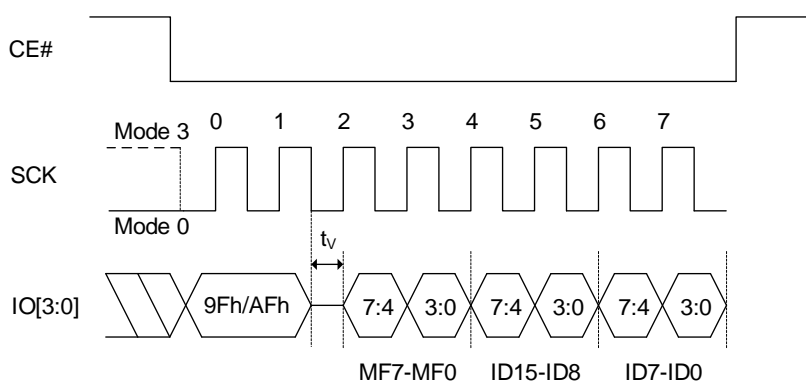 CE#
Mode 3
0 1 2 3 4 5 6 7
SCK
Mode 0
tV
IO[3:0]
9Fh/AFh
7:4 3:0 7:4 3:0 7:4 3:0
MF7-MF0 ID15-ID8 ID7-ID0